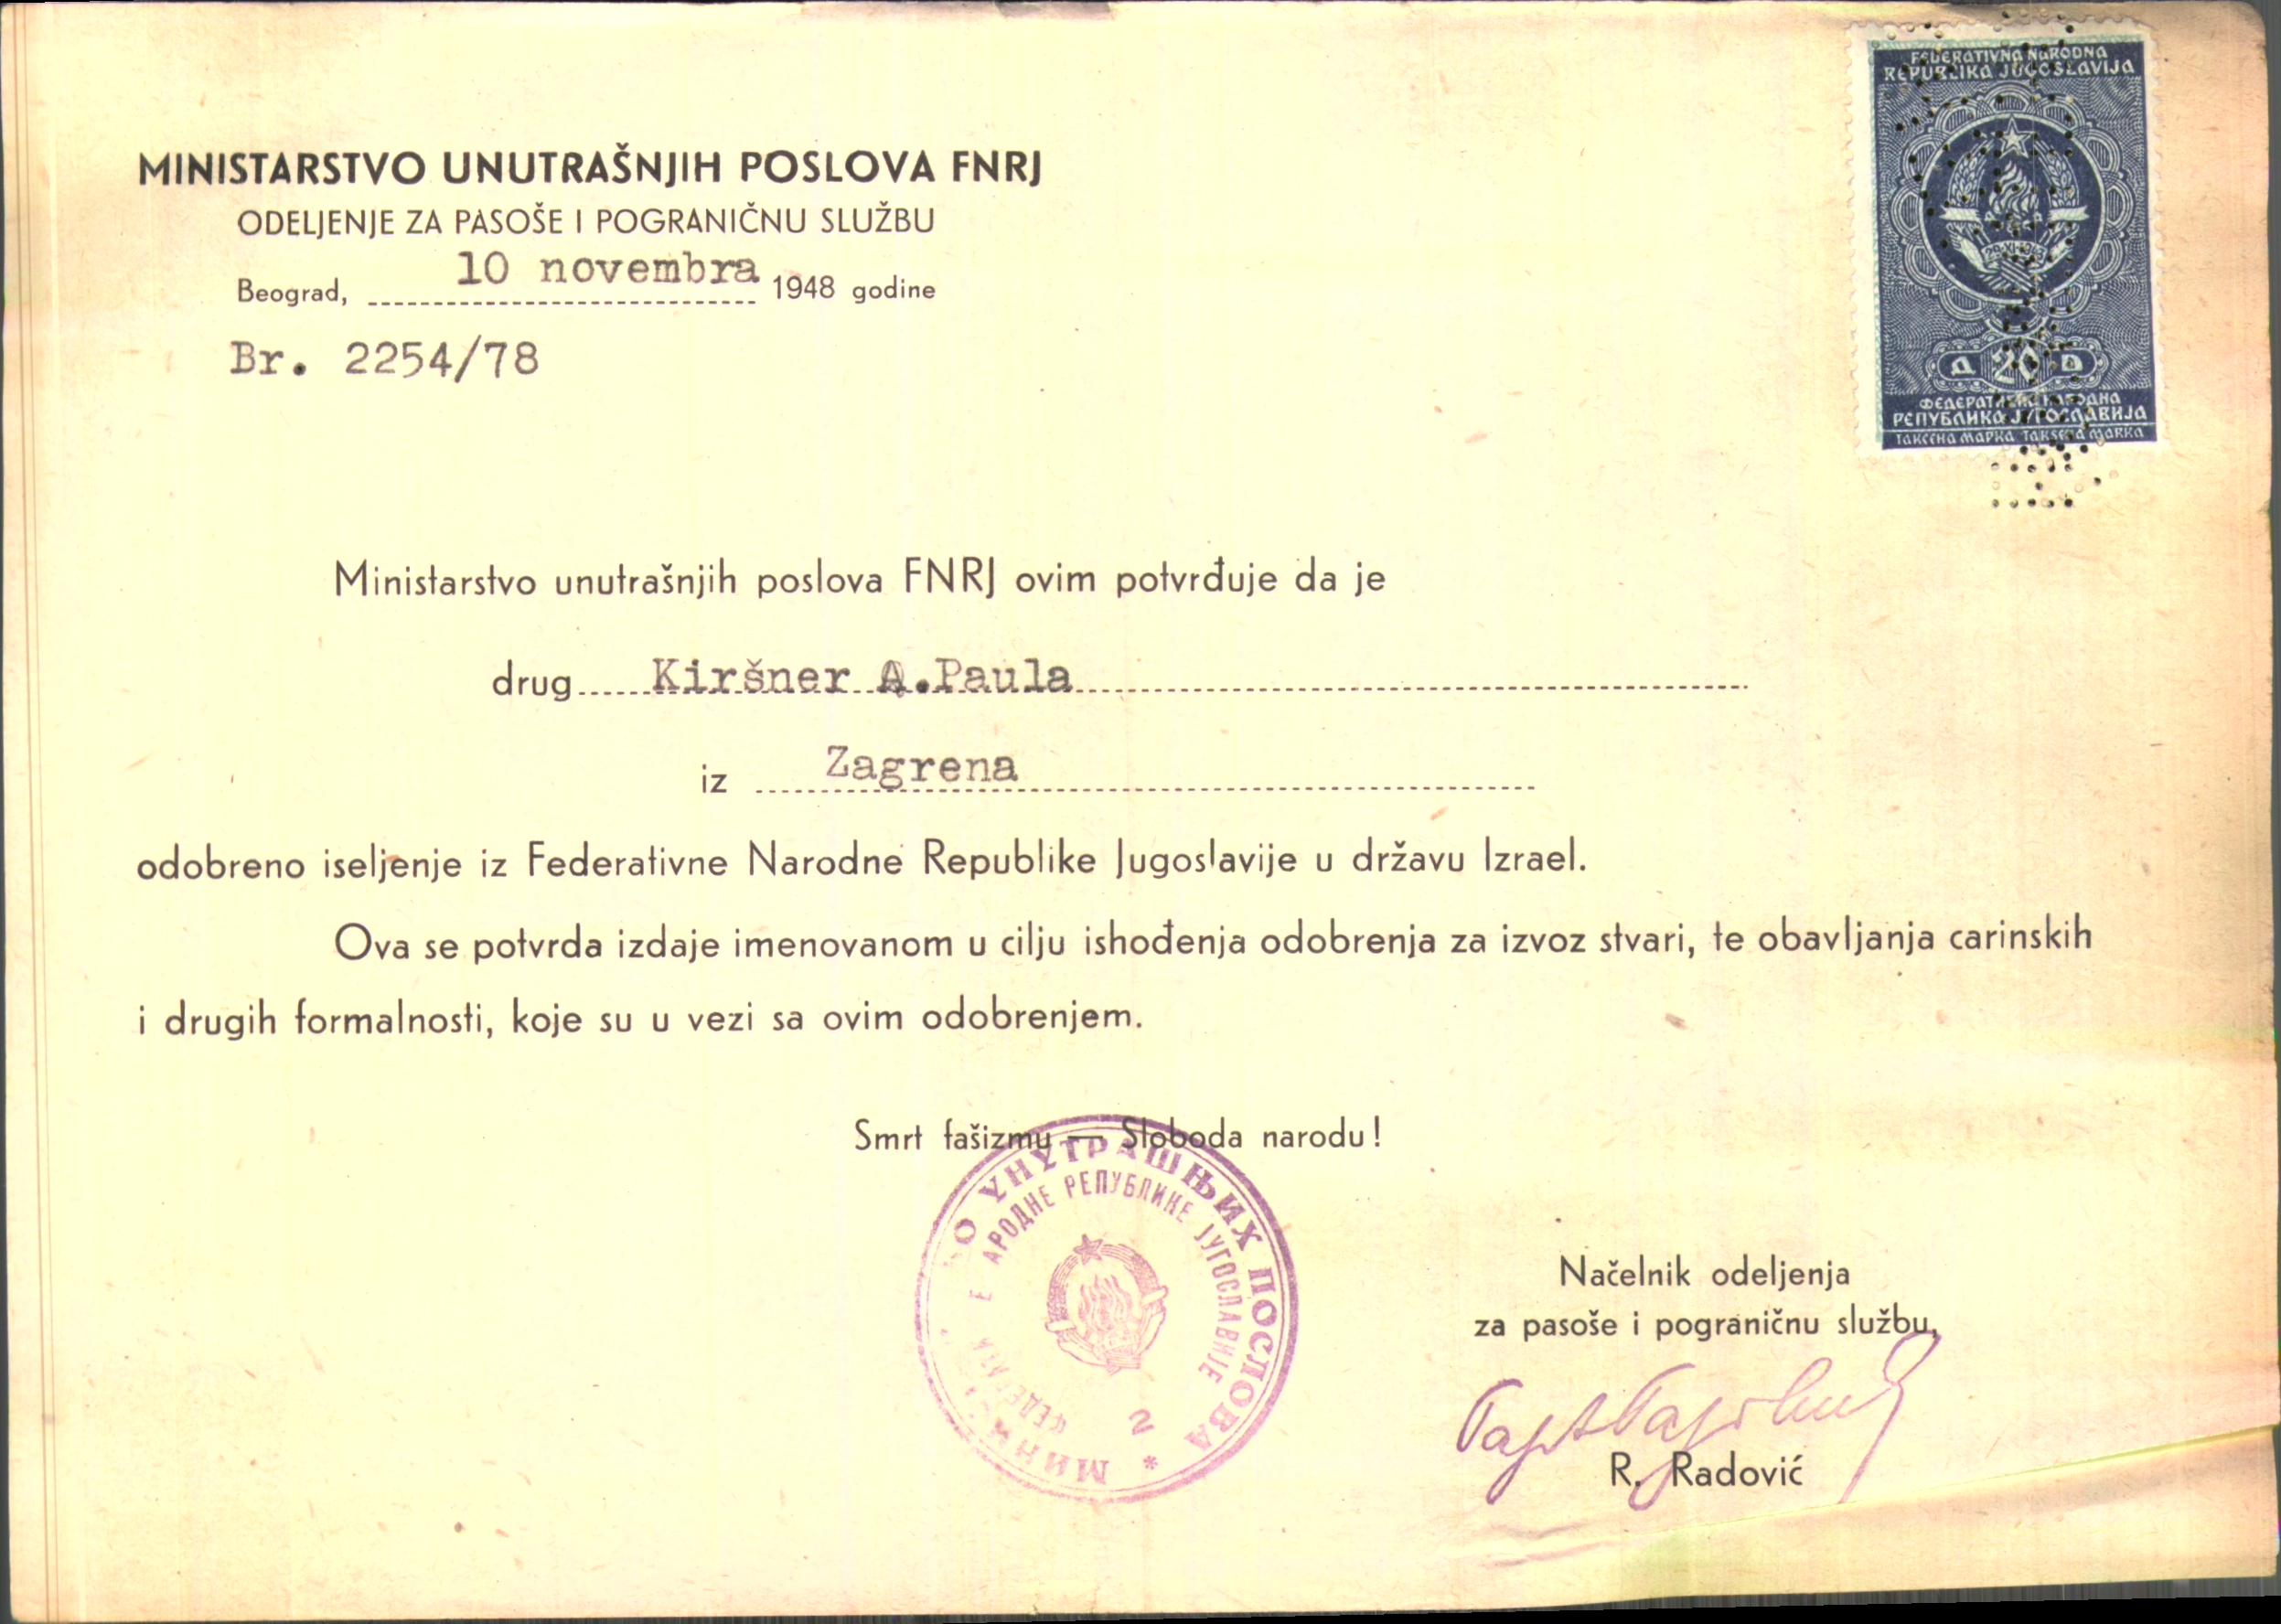 MINISTARSTVO UNUTRAŠNJIH POSLOVA FNRJ
ODELJENJE ZA PASOŠE I POGRANIČNU SLUŽBU
Beograd, 10 novembra 1948 godine
Br. 2254/78
FEDERATIVNA NARODNA
REPUBLIKA JUGOSLAVIJA
Д 20 D
ФЕДЕРАТИВНА НАРОДНА
РЕПУБЛИКА ЈУГОСЛАВИЈА
ТАКСЕНА МАРКА TAKSENA MARKA
Ministarstvo unutrašnjih poslova FNRJ ovim potvrđuje da je
drug Kiršner A.Paula
iz Zagrena
odobreno iseljenje iz Federativne Narodne Republike Jugoslavije u državu Izrael.
Ova se potvrda izdaje imenovanom u cilju ishođenja odobrenja za izvoz stvari, te obavljanja carinskih
i drugih formalnosti, koje su u vezi sa ovim odobrenjem.
Smrt fašizmu — Sloboda narodu!
УНУТРАШЊИХ ПОСЛОВА
РЕПУБЛИКЕ ЈУГОСЛАВИЈЕ
2
Načelnik odeljenja
za pasoše i pograničnu službu,
R. Radović